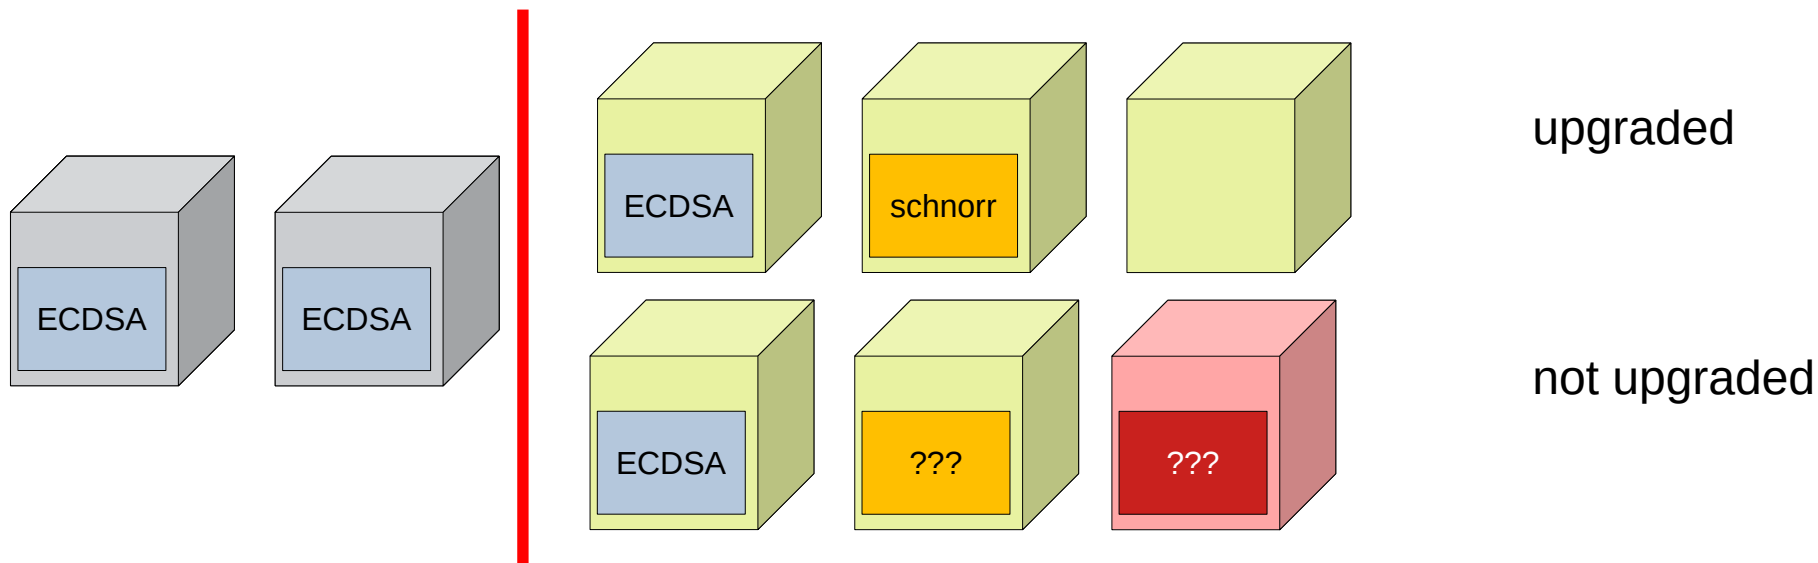 ECDSA
ECDSA
ECDSA
schnorr
upgraded
ECDSA
???
???
not upgraded